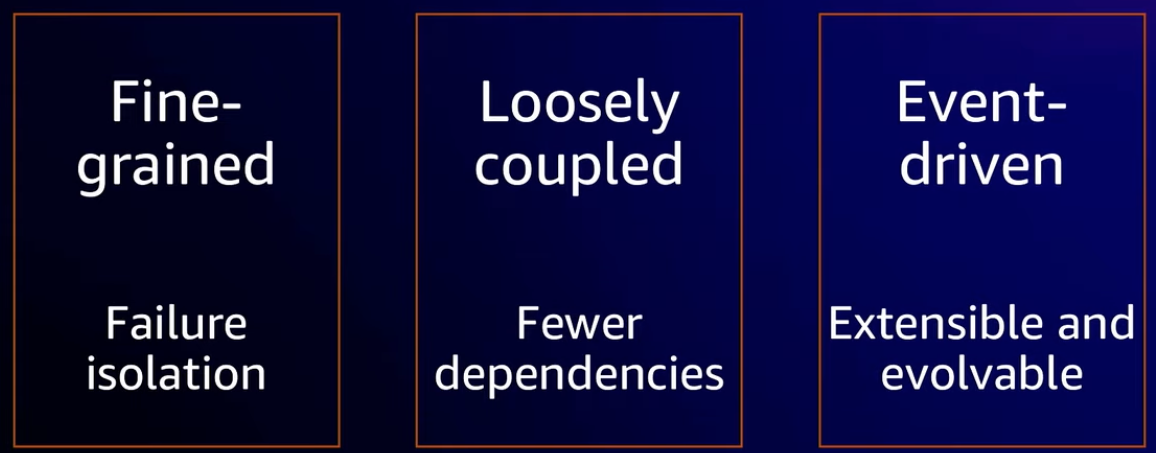 Fine-
grained
Failure
isolation
Loosely
coupled
Fewer
dependencies
Event-
driven
Extensible and
evolvable